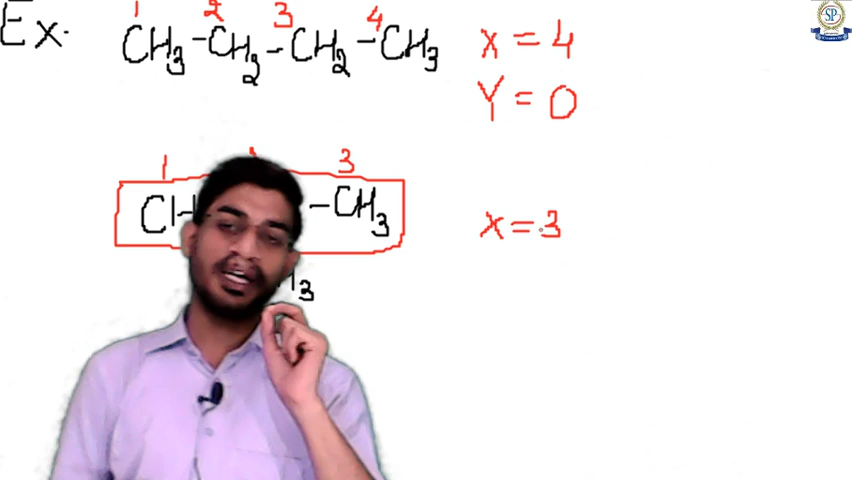 Ex.
1 2 3 4
CH3-CH2-CH2-CH3
X = 4
Y = 0
1 3
-CH3
X = 3
SP